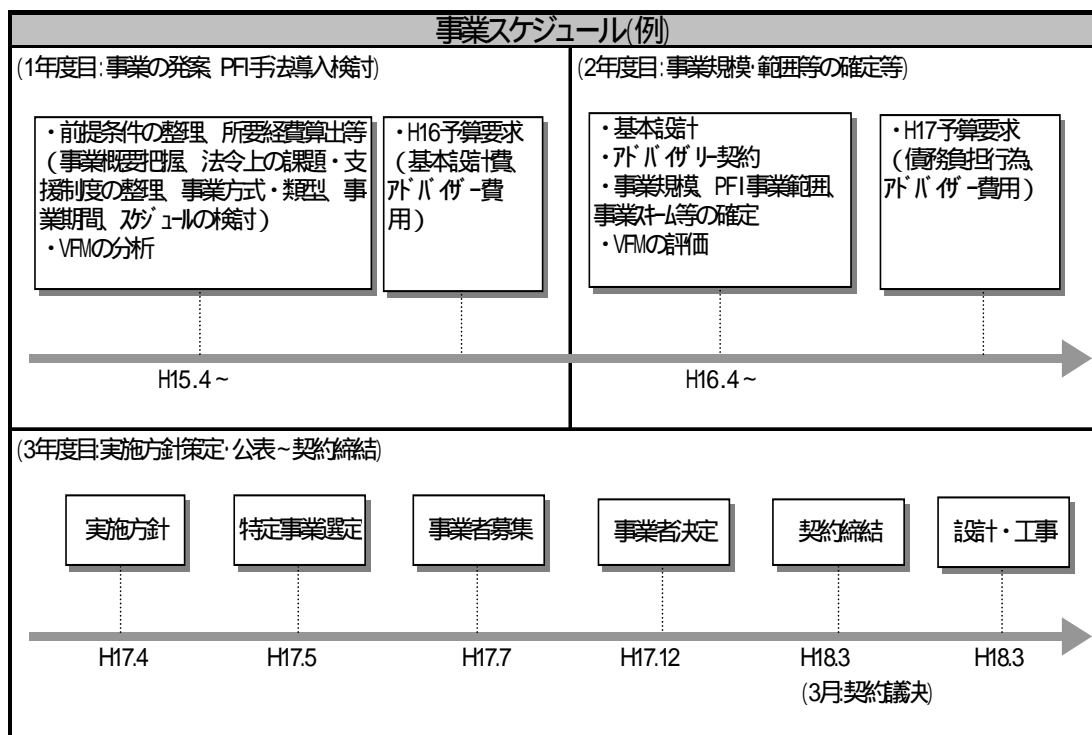 事業スケジュール(例)
(1年度目:事業の発案、PFI手法導入検討)
・前提条件の整理、所要経費算出等
(事業概要把握、法令上の課題・支
援制度の整理、事業方式・類型、事
業期間、スケジュールの検討)
・VFMの分析
・H16予算要求
(基本設計費、
アドバイザー費
用)
H15.4~
(2年度目:事業規模・範囲等の確定等)
・基本設計
・アドバイザリー契約
・事業規模、PFI事業範囲、
事業スキーム等の確定
・VFMの評価
・H17予算要求
(債務負担行為、
アドバイザー費用)
H16.4~
(3年度目:実施方針策定・公表~契約締結)
実施方針
特定事業選定
事業者募集
事業者決定
契約締結
設計・工事
H17.4
H17.5
H17.7
H17.12
H18.3
H18.3
(3月:契約議決)